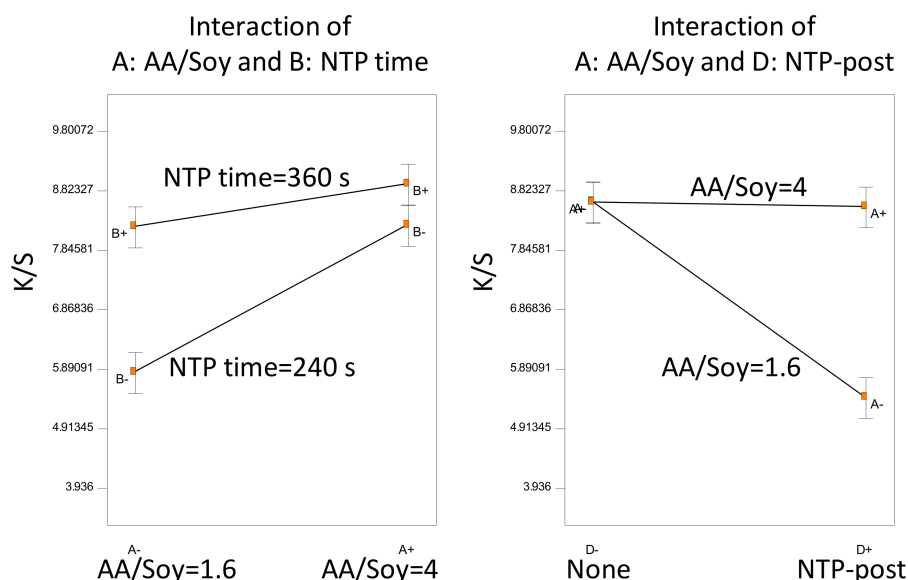 Interaction of
A: AA/Soy and B: NTP time
K/S
9.80072
8.82327
7.84581
6.86836
5.89091
4.91345
3.936
NTP time=360 s
B+
B+
B-
NTP time=240 s
B-
A-
A+
AA/Soy=1.6
AA/Soy=4
Interaction of
A: AA/Soy and D: NTP-post
K/S
9.80072
8.82327
7.84581
6.86836
5.89091
4.91345
3.936
AA/Soy=4
A+
AA/Soy=1.6
A-
D-
D+
None
NTP-post